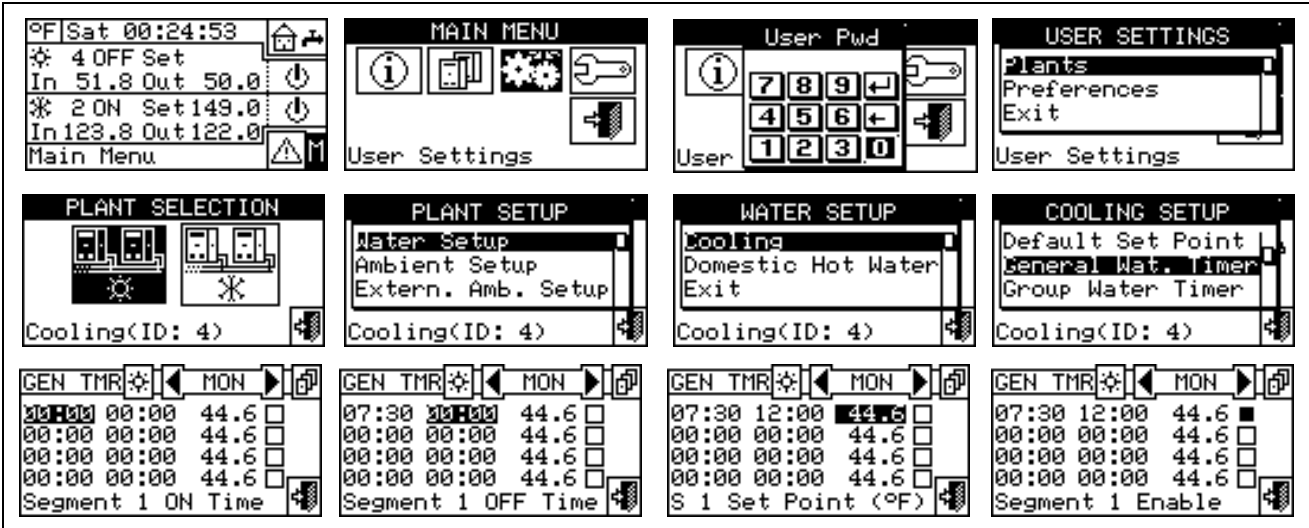 ºF Sat 00:24:53
4 OFF Set
In 51.8 Out 50.0
2 ON Set 149.0
In 123.8 Out 122.0
Main Menu M
MAIN MENU
i
User Settings
User Pwd
i
7 8 9
4 5 6
User 1 2 3 0
USER SETTINGS
Plants
Preferences
Exit
User Settings
PLANT SELECTION
Cooling(ID: 4)
PLANT SETUP
Water Setup
Ambient Setup
Extern. Amb. Setup
Cooling(ID: 4)
WATER SETUP
Cooling
Domestic Hot Water
Exit
Cooling(ID: 4)
COOLING SETUP
Default Set Point
General Wat. Timer
Group Water Timer
Cooling(ID: 4)
GEN TMR MON
00:00 00:00 44.6
00:00 00:00 44.6
00:00 00:00 44.6
00:00 00:00 44.6
Segment 1 ON Time
GEN TMR MON
07:30 00:00 44.6
00:00 00:00 44.6
00:00 00:00 44.6
00:00 00:00 44.6
Segment 1 OFF Time
GEN TMR MON
07:30 12:00 44.6
00:00 00:00 44.6
00:00 00:00 44.6
00:00 00:00 44.6
S 1 Set Point (ºF)
GEN TMR MON
07:30 12:00 44.6
00:00 00:00 44.6
00:00 00:00 44.6
00:00 00:00 44.6
Segment 1 Enable